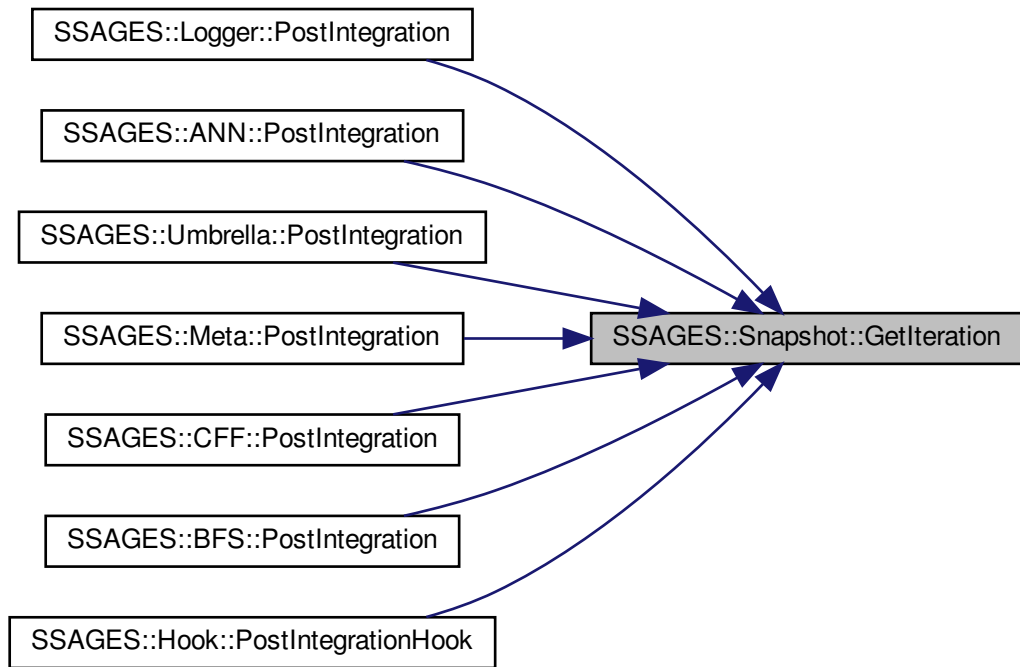 SSAGES::Logger::PostIntegration
SSAGES::ANN::PostIntegration
SSAGES::Umbrella::PostIntegration
SSAGES::Meta::PostIntegration
SSAGES::Snapshot::GetIteration
SSAGES::CFF::PostIntegration
SSAGES::BFS::PostIntegration
SSAGES::Hook::PostIntegrationHook